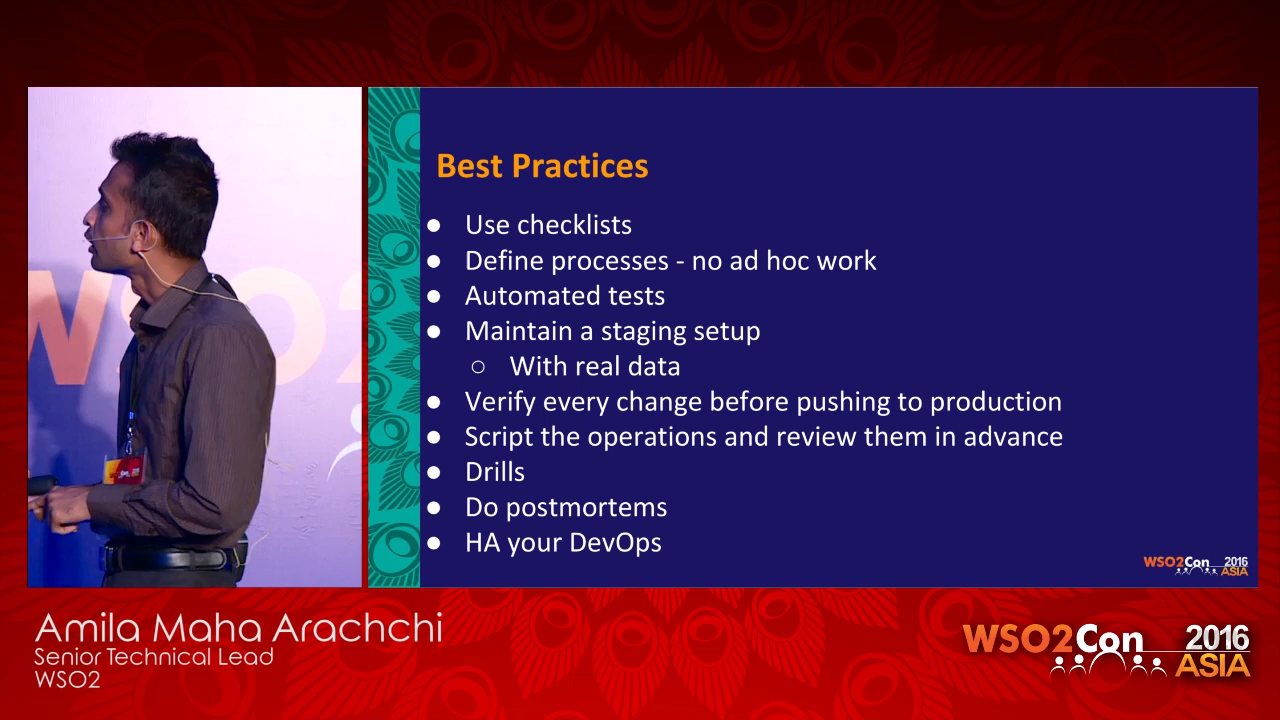 WSO2
Best Practices
● Use checklists
● Define processes - no ad hoc work
● Automated tests
● Maintain a staging setup
○ With real data
● Verify every change before pushing to production
● Script the operations and review them in advance
● Drills
● Do postmortems
● HA your DevOps
WSO2Con 2016
ASIA
Amila Maha Arachchi
Senior Technical Lead
WSO2
WSO2Con 2016
ASIA